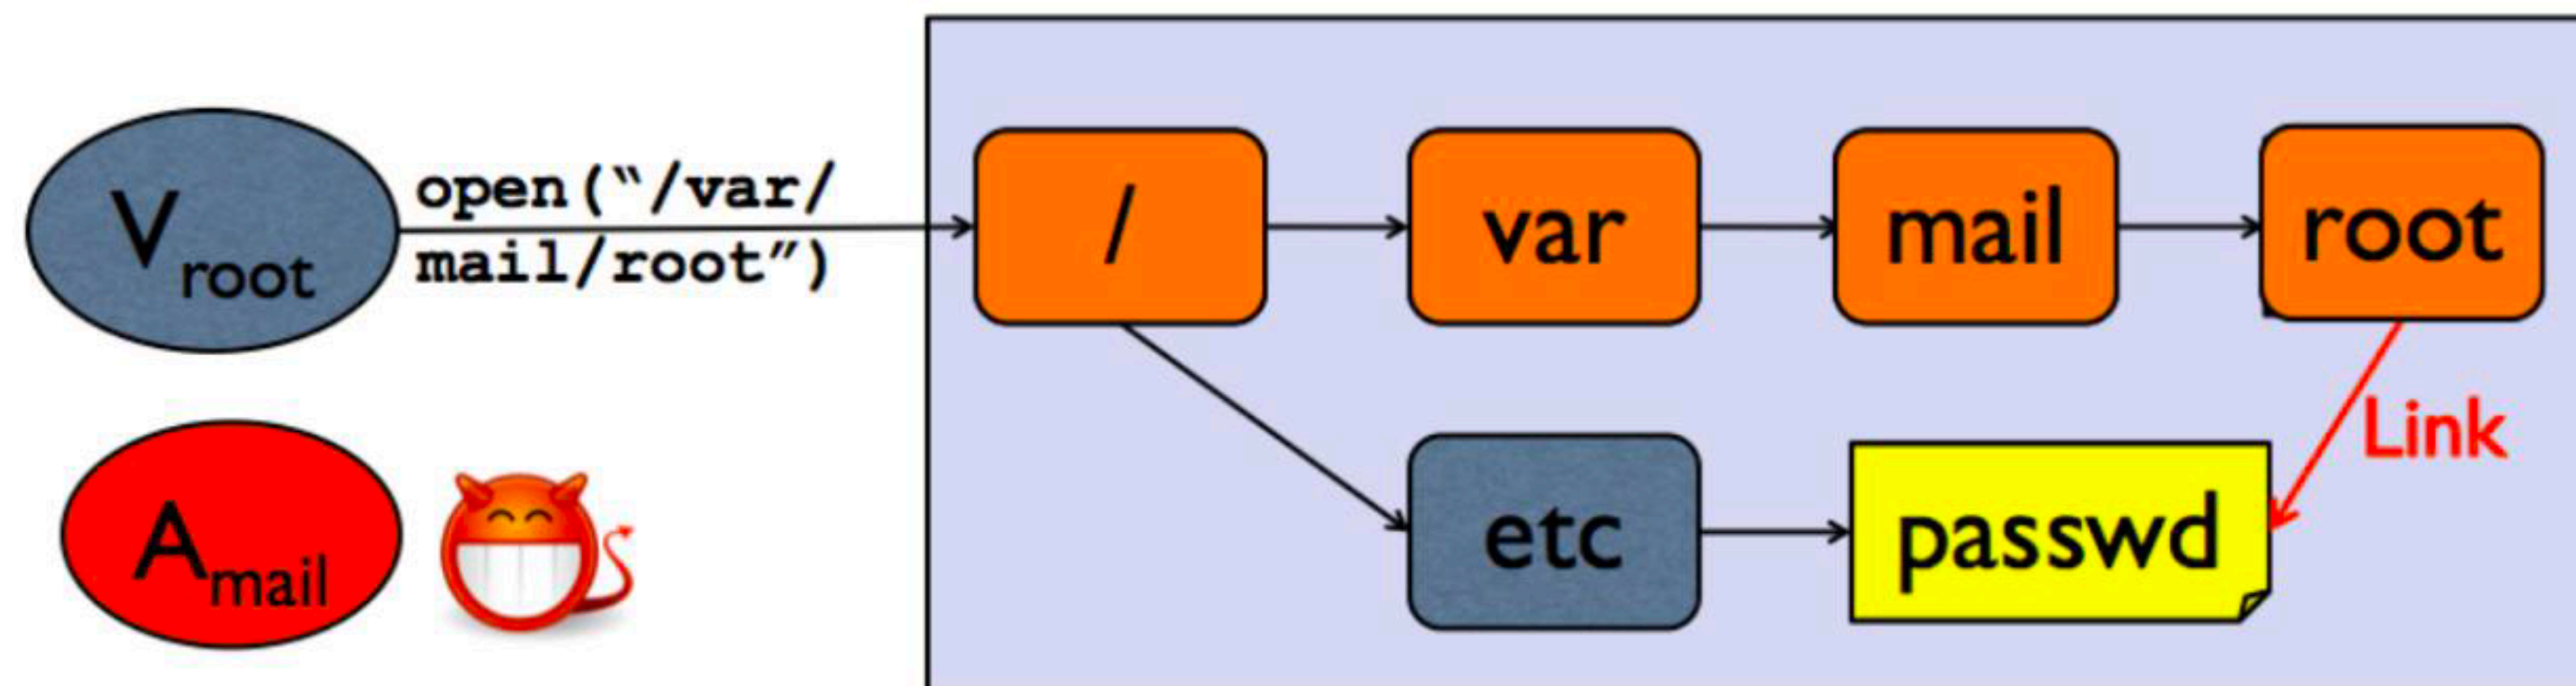 open(“/var/
mail/root”)
V root
/
var
mail
root
Link
A mail
etc
passwd